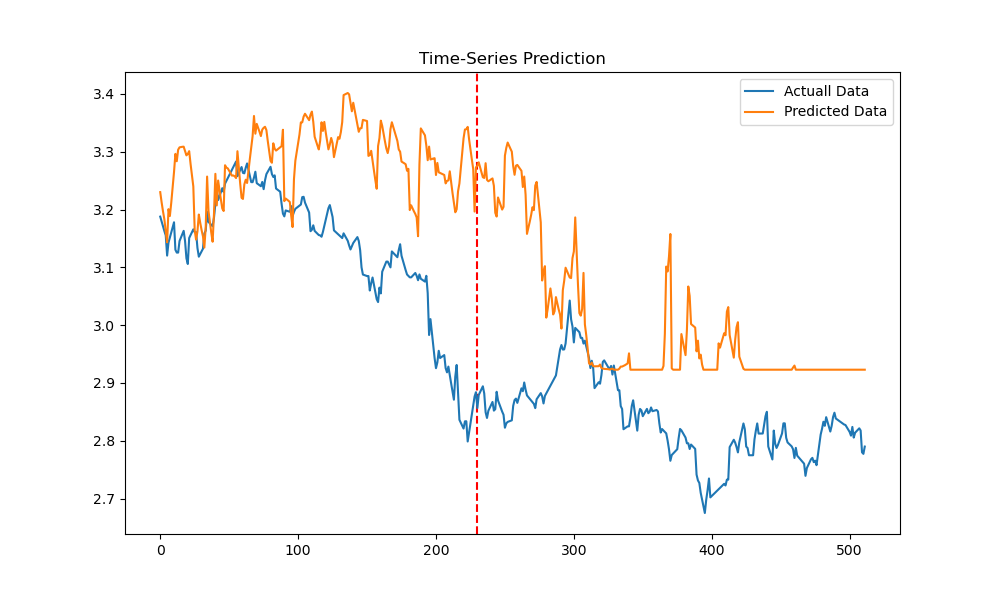 Time-Series Prediction
Actuall Data
Predicted Data
3.4
3.3
3.2
3.1
3.0
2.9
2.8
2.7
0 100 200 300 400 500